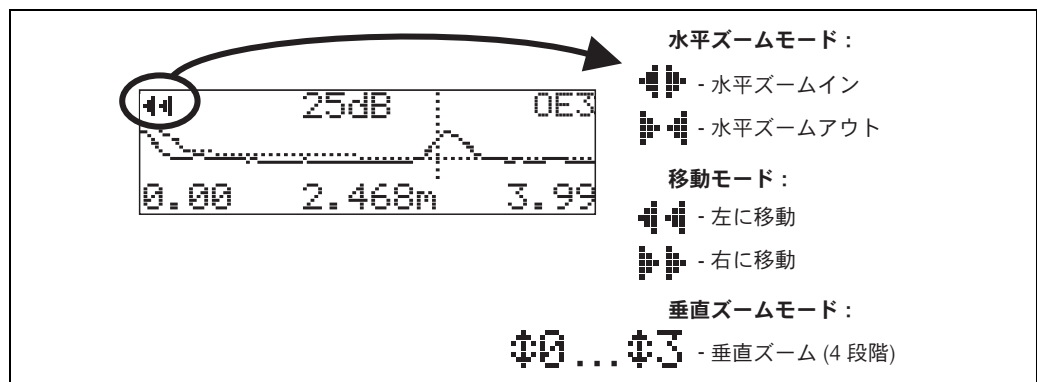 水平ズームモード：
- 水平ズームイン
- 水平ズームアウト
移動モード：
- 左に移動
- 右に移動
垂直ズームモード：
0...3 - 垂直ズーム (4 段階)
25dB 0E3
0.00 2.468m 3.99